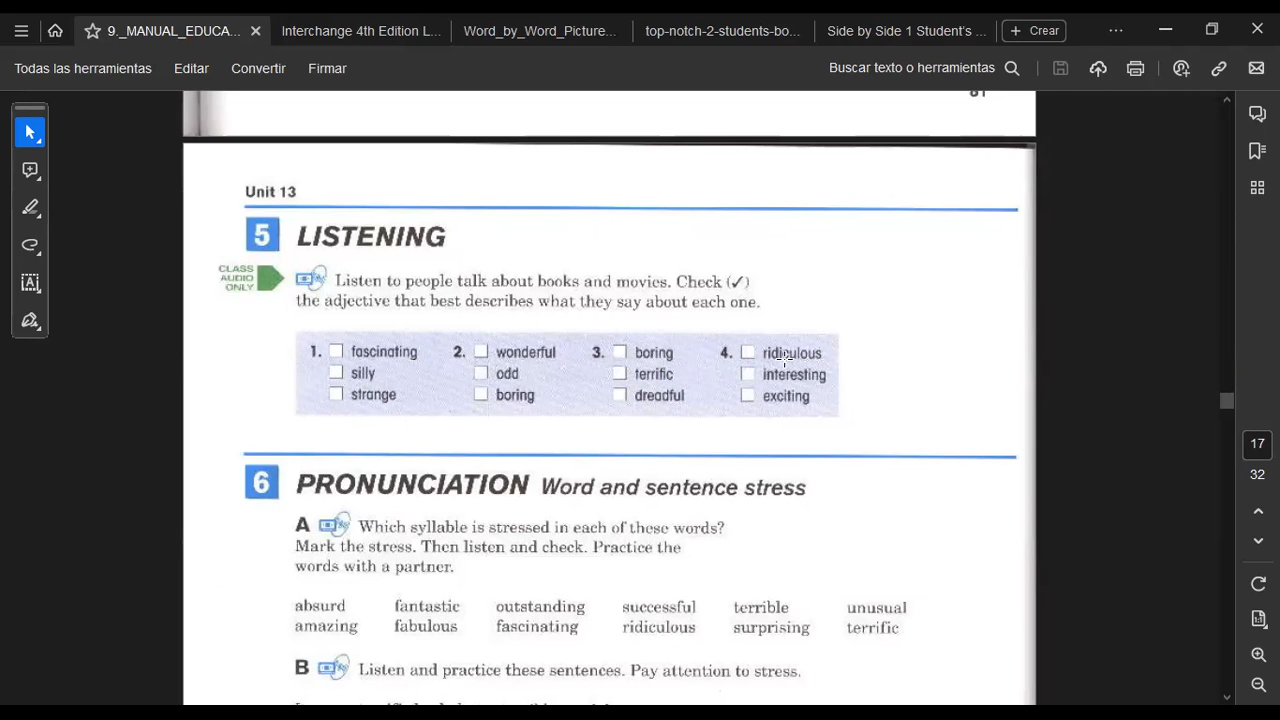 9._MANUAL_EDUCA... Interchange 4th Edition L... Word_by_Word_Picture... top-notch-2-students-bo... Side by Side 1 Student's ... + Crear ...
Todas las herramientas Editar Convertir Firmar Buscar texto o herramientas
Unit 13
5 LISTENING
CLASS
AUDIO
ONLY
Listen to people talk about books and movies. Check (✓)
the adjective that best describes what they say about each one.
1. fascinating 2. wonderful 3. boring 4. ridiculous
silly odd terrific interesting
strange boring dreadful exciting
17
32
6 PRONUNCIATION Word and sentence stress
A Which syllable is stressed in each of these words?
Mark the stress. Then listen and check. Practice the
words with a partner.
absurd fantastic outstanding successful terrible unusual
amazing fabulous fascinating ridiculous surprising terrific
B Listen and practice these sentences. Pay attention to stress.